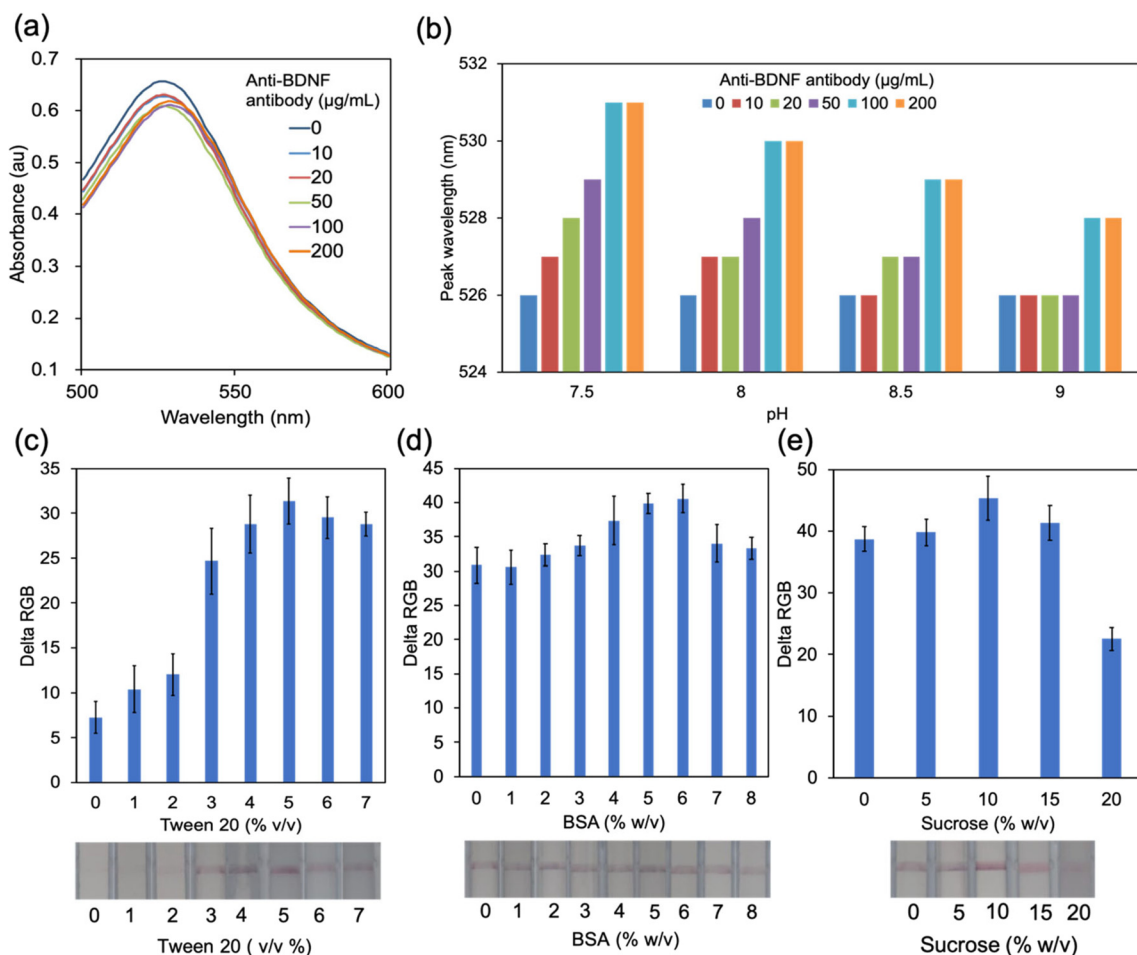 (a)
0.7
0.6
0.5
0.4
0.3
0.2
0.1
Absorbance (au)
Anti-BDNF
antibody (µg/mL)
0
10
20
50
100
200
500 550 600
Wavelength (nm)
(b)
532
530
528
526
524
Peak wavelength (nm)
Anti-BDNF antibody (µg/mL)
0 10 20 50 100 200
7.5 8 8.5 9
pH
(c)
35
30
25
20
15
10
5
0
Delta RGB
0 1 2 3 4 5 6 7
Tween 20 (% v/v)
0 1 2 3 4 5 6 7
Tween 20 ( v/v %)
(d)
45
40
35
30
25
20
15
10
5
0
Delta RGB
0 1 2 3 4 5 6 7 8
BSA (% w/v)
0 1 2 3 4 5 6 7 8
BSA (% w/v)
(e)
50
40
30
20
10
0
Delta RGB
0 5 10 15 20
Sucrose (% w/v)
0 5 10 15 20
Sucrose (% w/v)